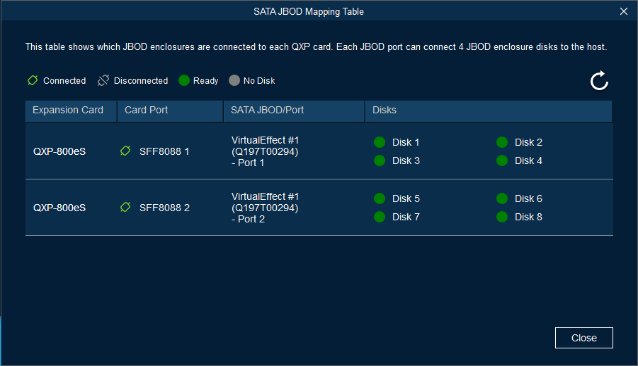 SATA JBOD Mapping Table
This table shows which JBOD enclosures are connected to each QXP card. Each JBOD port can connect 4 JBOD enclosure disks to the host.
Connected Disconnected Ready No Disk
Expansion Card Card Port SATA JBOD/Port Disks
QXP-800eS SFF8088 1
VirtualEffect #1
(Q197T00294)
- Port 1
Disk 1 Disk 2
Disk 3 Disk 4
QXP-800eS SFF8088 2
VirtualEffect #1
(Q197T00294)
- Port 2
Disk 5 Disk 6
Disk 7 Disk 8
Close